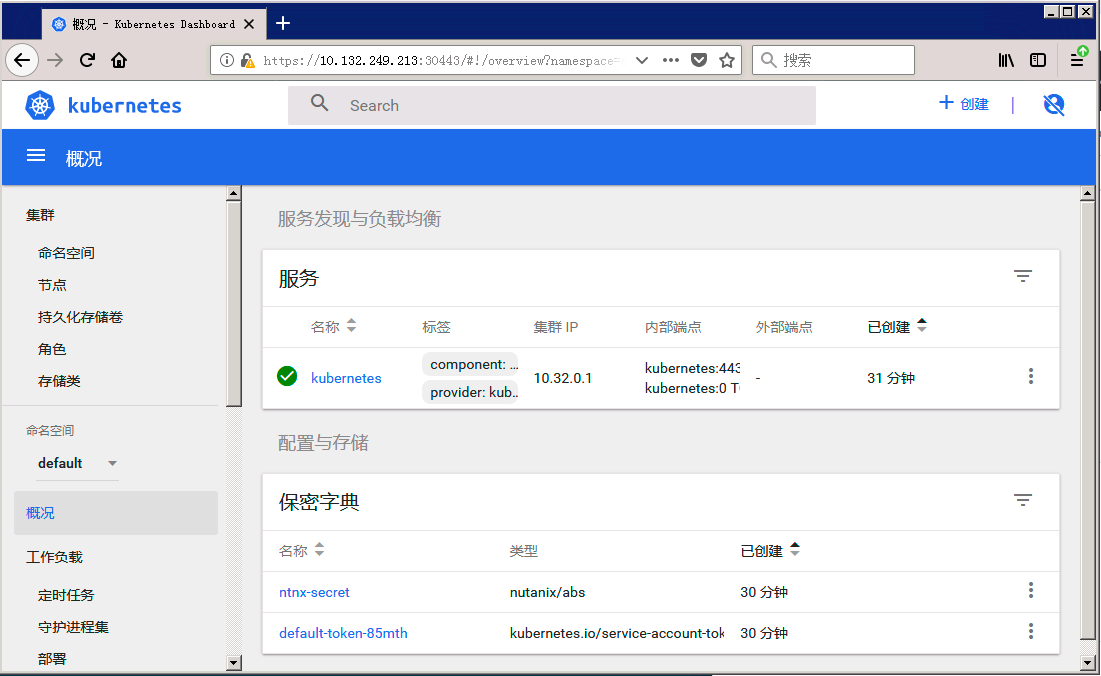 概况 - Kubernetes Dashboard
https://10.132.249.213:30443/#!/overview?namespace=
搜索
kubernetes
Search
创建
概况
集群
命名空间
节点
持久化存储卷
角色
存储类
命名空间
default
概况
工作负载
定时任务
守护进程集
部署
服务发现与负载均衡
服务
名称 标签 集群 IP 内部端点 外部端点 已创建
kubernetes
component: ...
provider: kub..
10.32.0.1
kubernetes:443
kubernetes:0 T
-
31 分钟
配置与存储
保密字典
名称 类型 已创建
ntnx-secret nutanix/abs 30 分钟
default-token-85mth kubernetes.io/service-account-tok 30 分钟